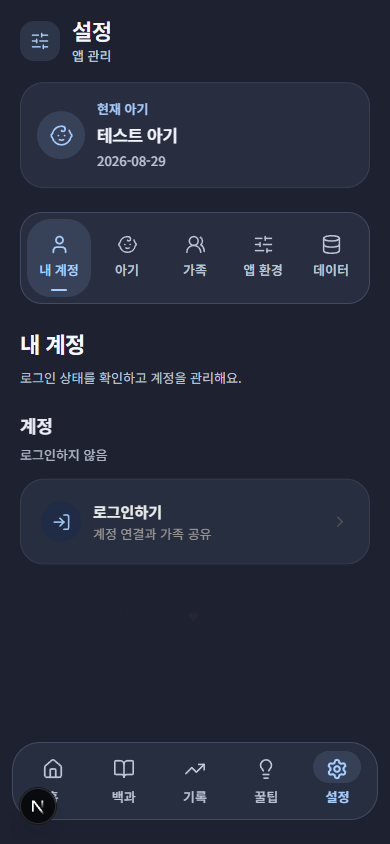 설정
앱 관리
현재 아기
테스트 아기
2026-08-29
내 계정
아기
가족
앱 환경
데이터
내 계정
로그인 상태를 확인하고 계정을 관리해요.
계정
로그인하지 않음
로그인하기
계정 연결과 가족 공유
백과
기록
꿀팁
설정
N